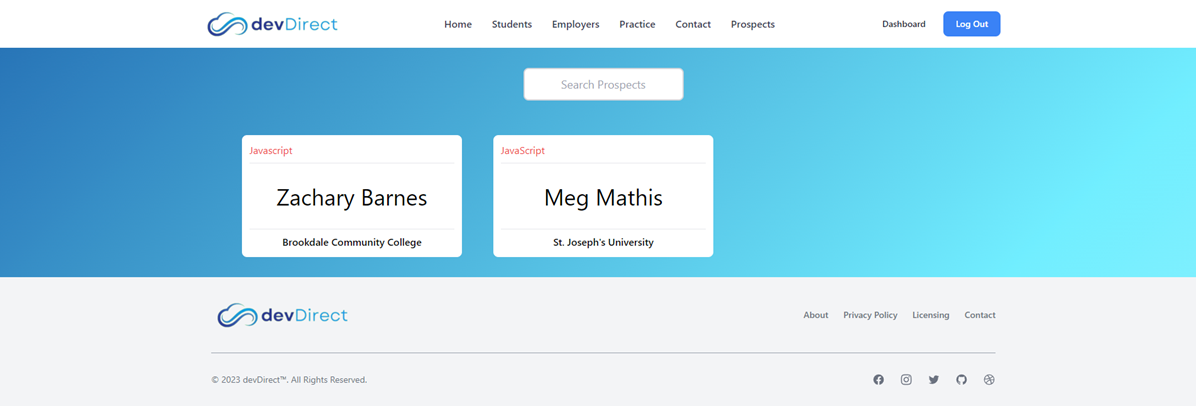 devDirect Home Students Employers Practice Contact Prospects Dashboard Log Out
Search Prospects
Javascript
Zachary Barnes
Brookdale Community College
JavaScript
Meg Mathis
St. Joseph's University
devDirect About Privacy Policy Licensing Contact
© 2023 devDirect™. All Rights Reserved.